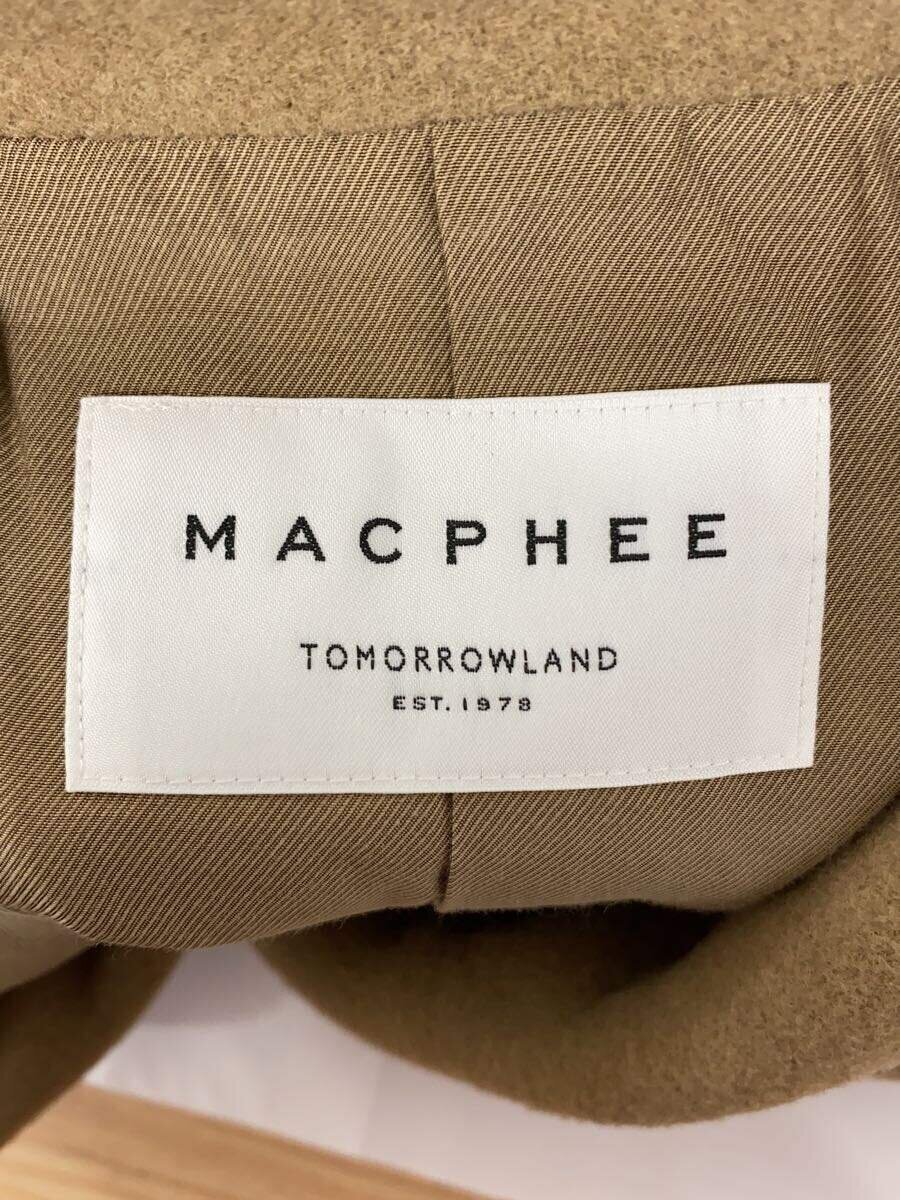 MACPHEE
TOMORROWLAND
EST. 1978